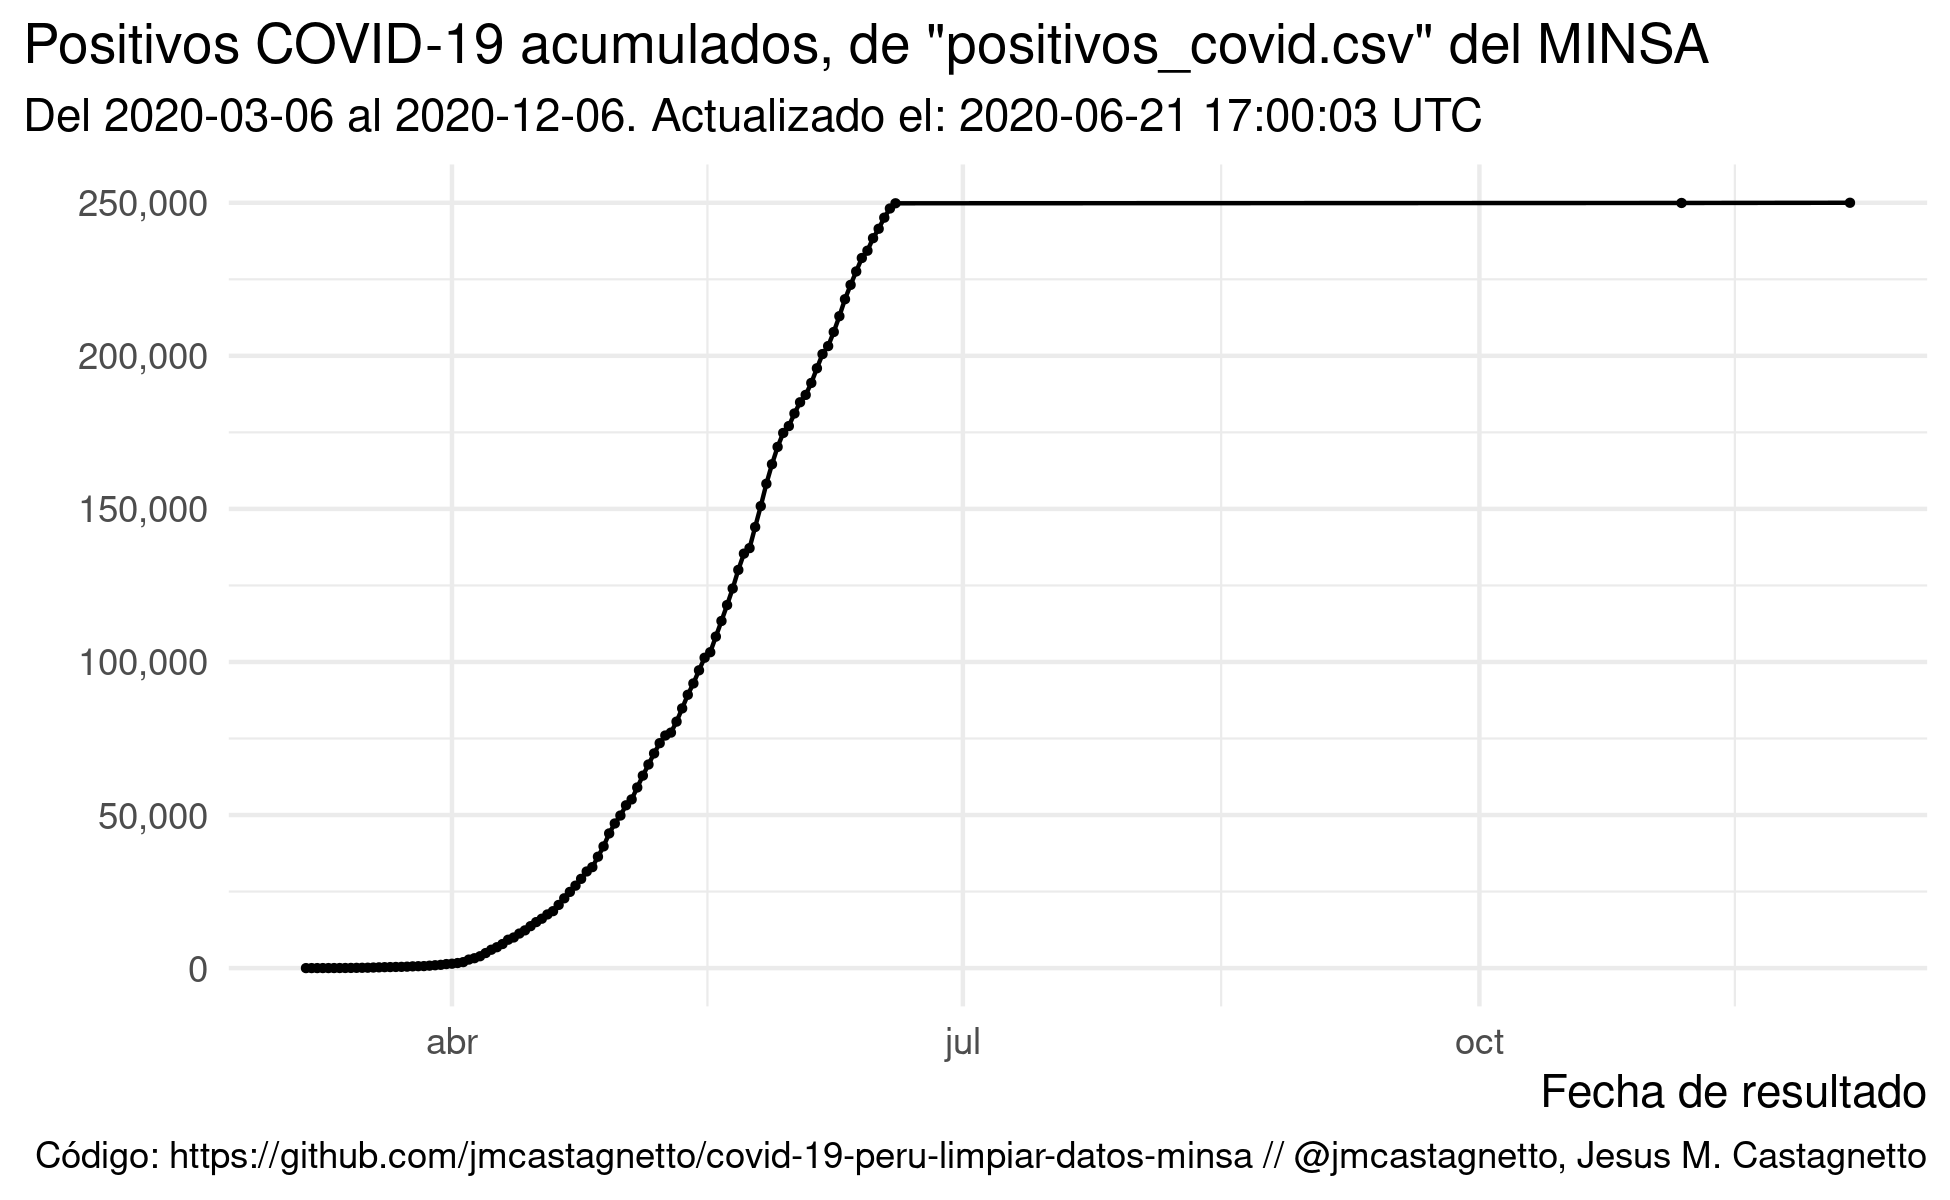 Positivos COVID-19 acumulados, de "positivos_covid.csv" del MINSA
Del 2020-03-06 al 2020-12-06. Actualizado el: 2020-06-21 17:00:03 UTC
250,000
200,000
150,000
100,000
50,000
0
abr jul oct
Fecha de resultado
Código: https://github.com/jmcastagnetto/covid-19-peru-limpiar-datos-minsa // @jmcastagnetto, Jesus M. Castagnetto